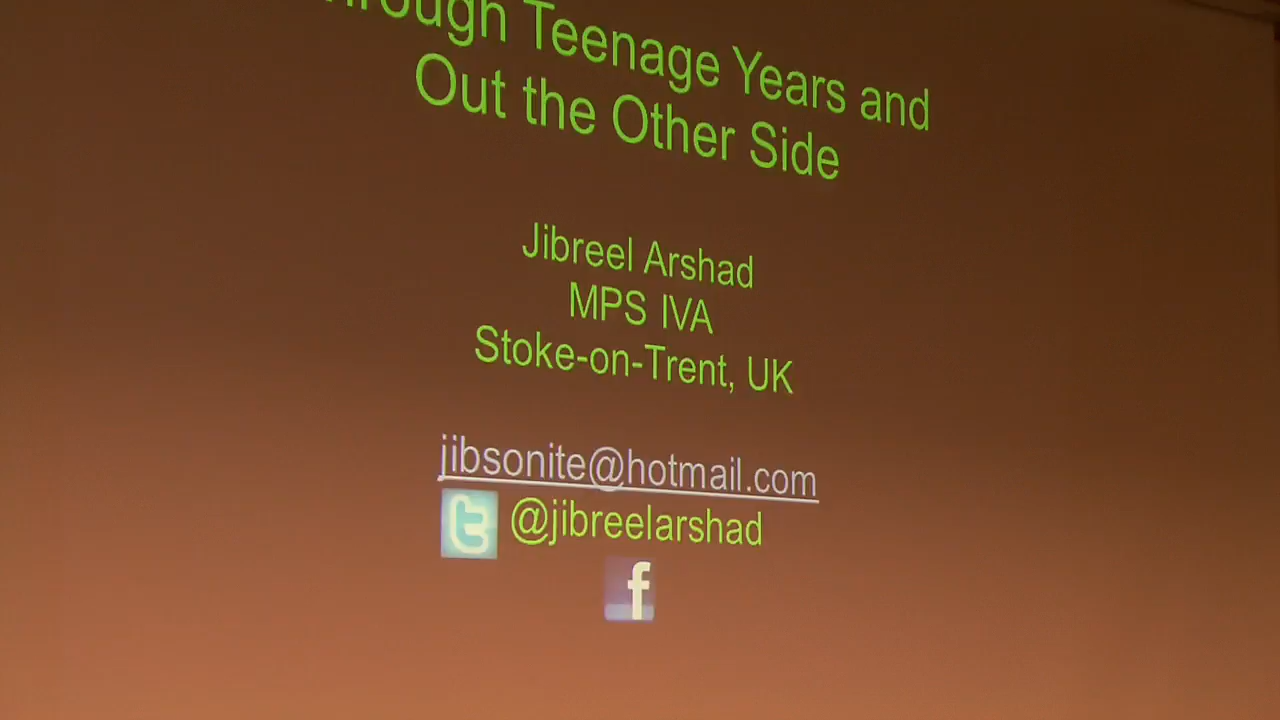 Teenage Years and
Out the Other Side
Jibreel Arshad
MPS IVA
Stoke-on-Trent, UK
jibsonite@hotmail.com
@jibreelarshad